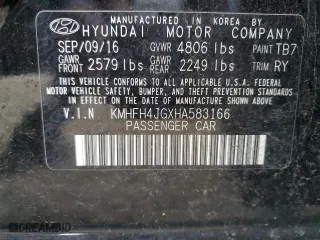 MANUFACTURED IN KOREA BY
HYUNDAI MOTOR COMPANY
SEP/09/16 GVWR 4806 lbs PAINT TB7
GAWR FRONT 2579 lbs GAWR REAR 2249 lbs TRIM RY
THIS VEHICLE CONFORMS TO ALL APPLICABLE
U.S. FEDERAL MOTOR VEHICLE SAFETY, BUMPER, AND
THEFT PREVENTION STANDARDS IN EFFECT ON THE
DATE OF MANUFACTURE SHOWN ABOVE.
V.I.N KMHFH4JGXHA583166
PASSENGER CAR
© DREAMBID